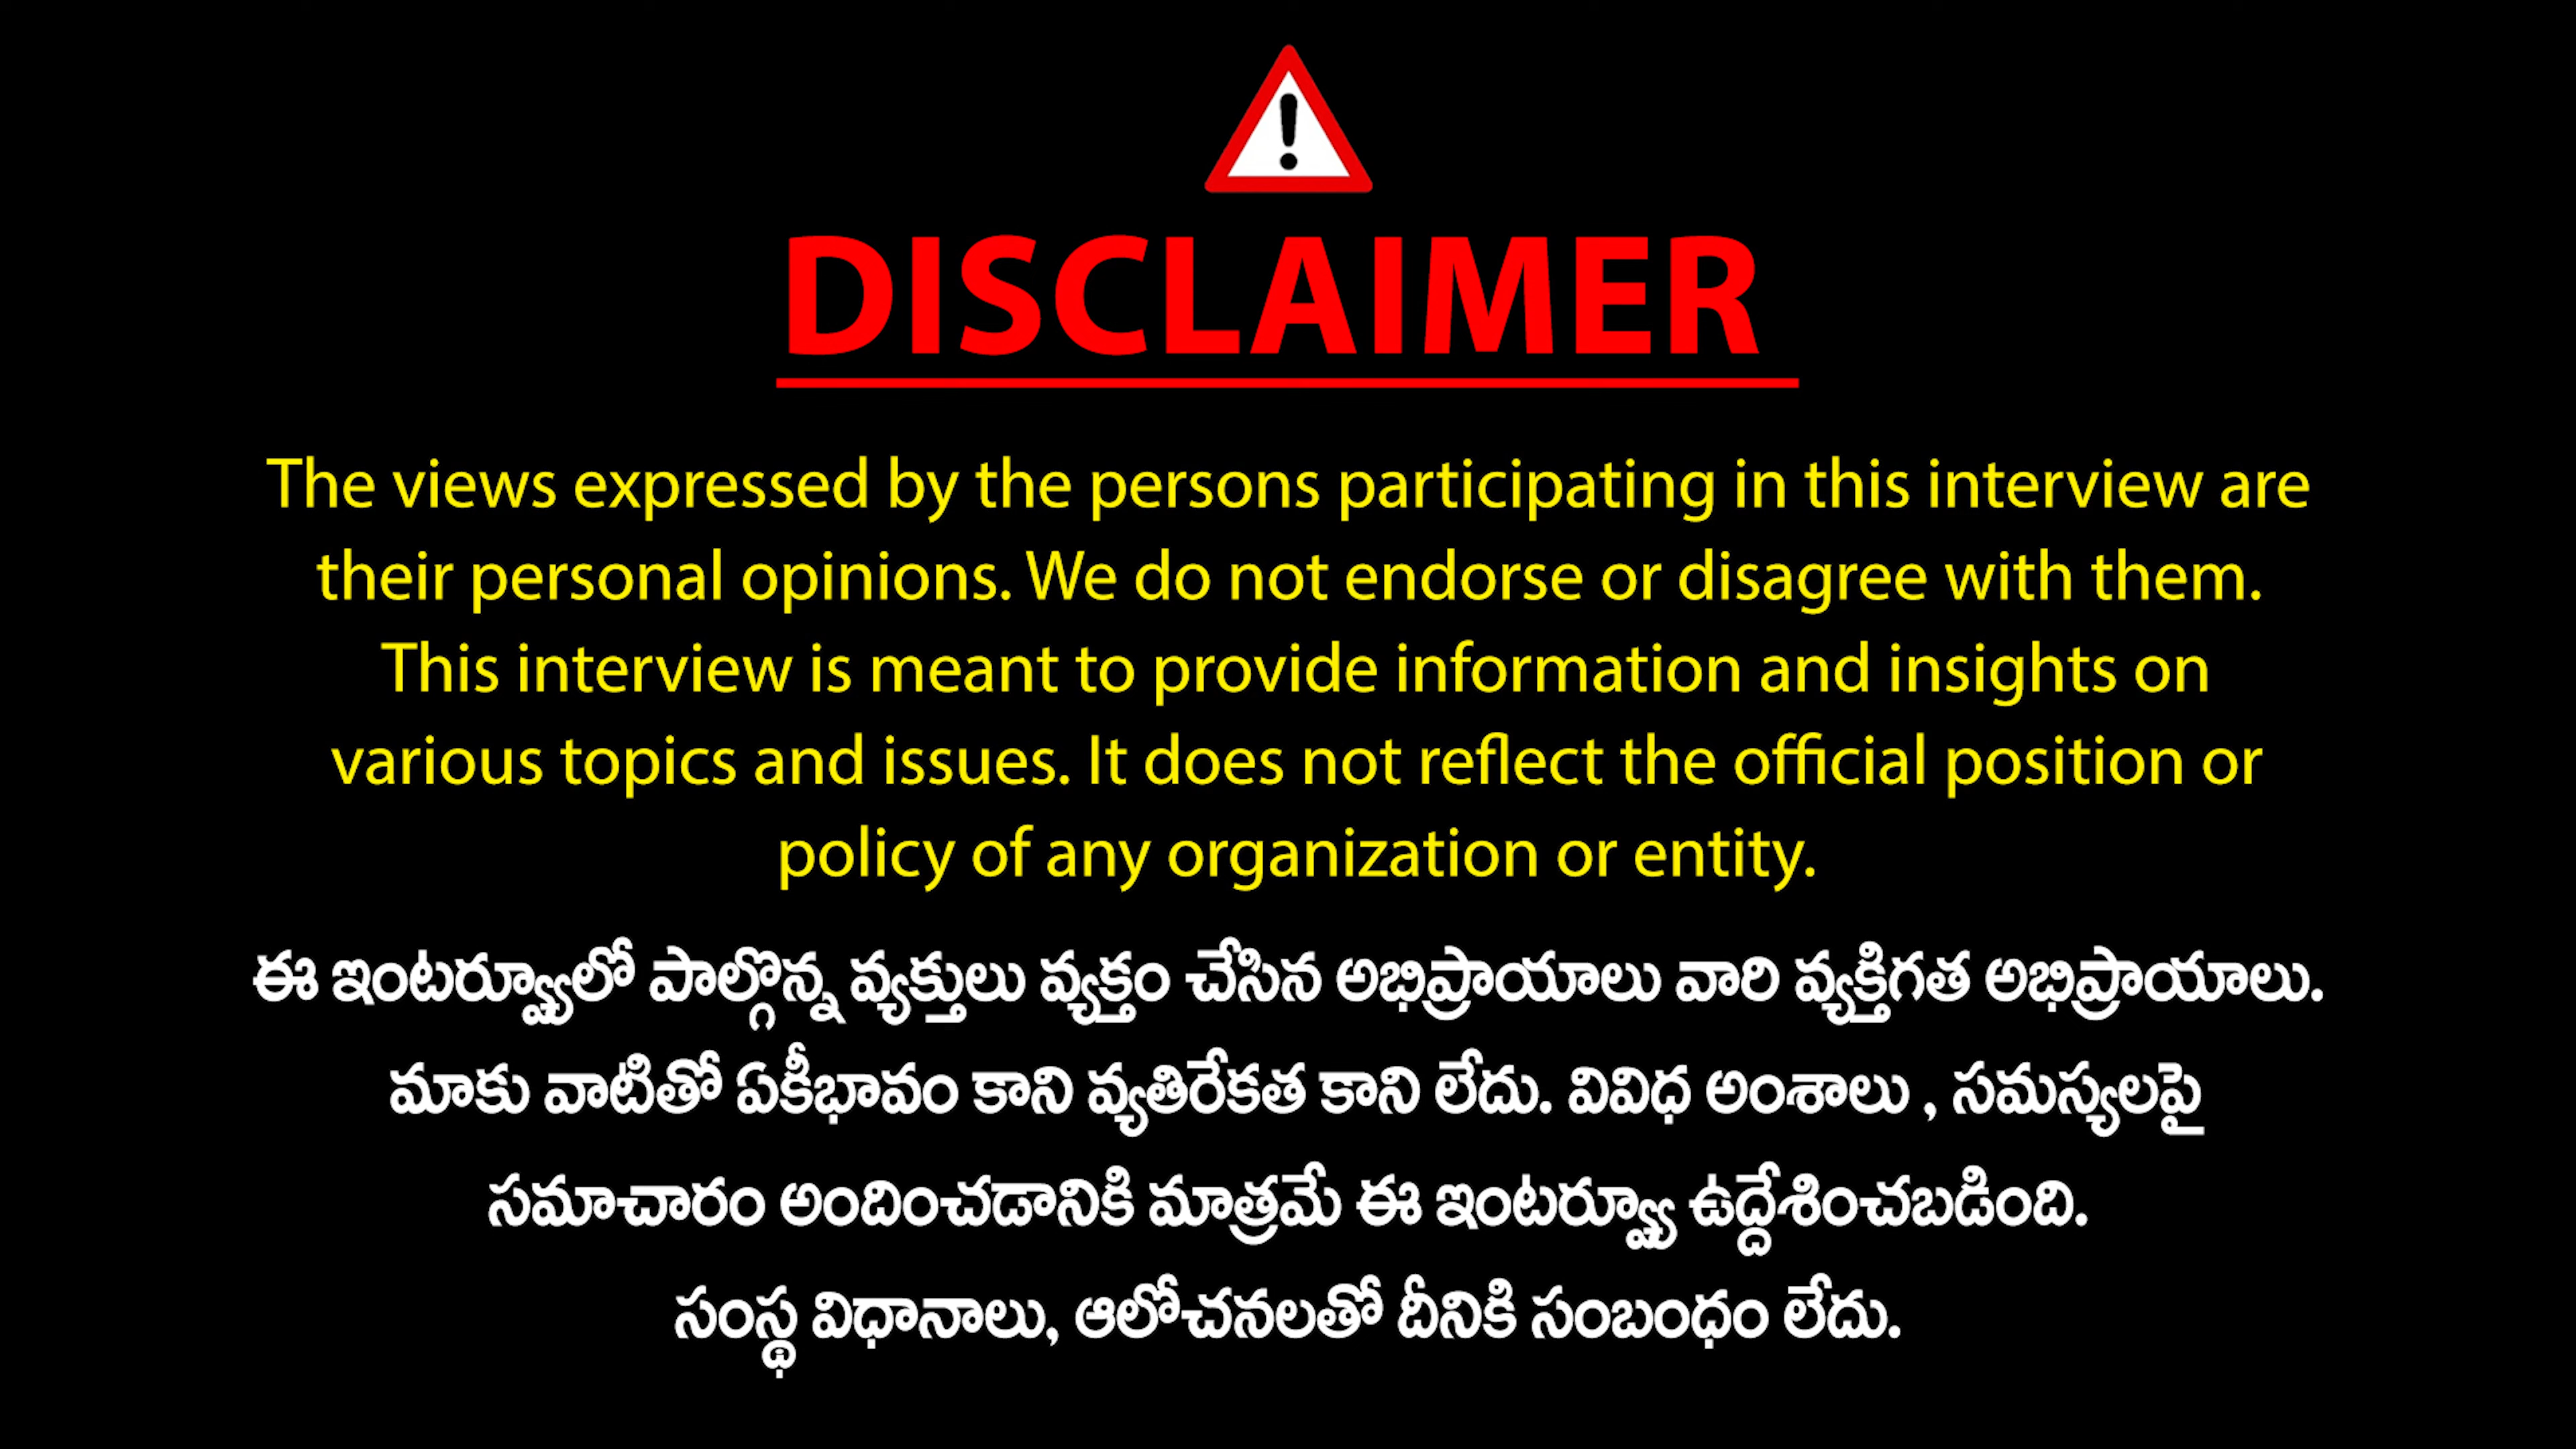 DISCLAIMER
The views expressed by the persons participating in this interview are
their personal opinions. We do not endorse or disagree with them.
This interview is meant to provide information and insights on
various topics and issues. It does not reflect the official position or
policy of any organization or entity.
ఈ ఇంటర్వ్యూలో పాల్గొన్న వ్యక్తులు వ్యక్తం చేసిన అభిప్రాయాలు వారి వ్యక్తిగత అభిప్రాయాలు.
మాకు వాటితో ఏకీభావం కాని వ్యతిరేకత కాని లేదు. వివిధ అంశాలు , సమస్యలపై
సమాచారం అందించడానికి మాత్రమే ఈ ఇంటర్వ్యూ ఉద్దేశించబడింది.
సంస్థ విధానాలు, ఆలోచనలతో దీనికి సంబంధం లేదు.